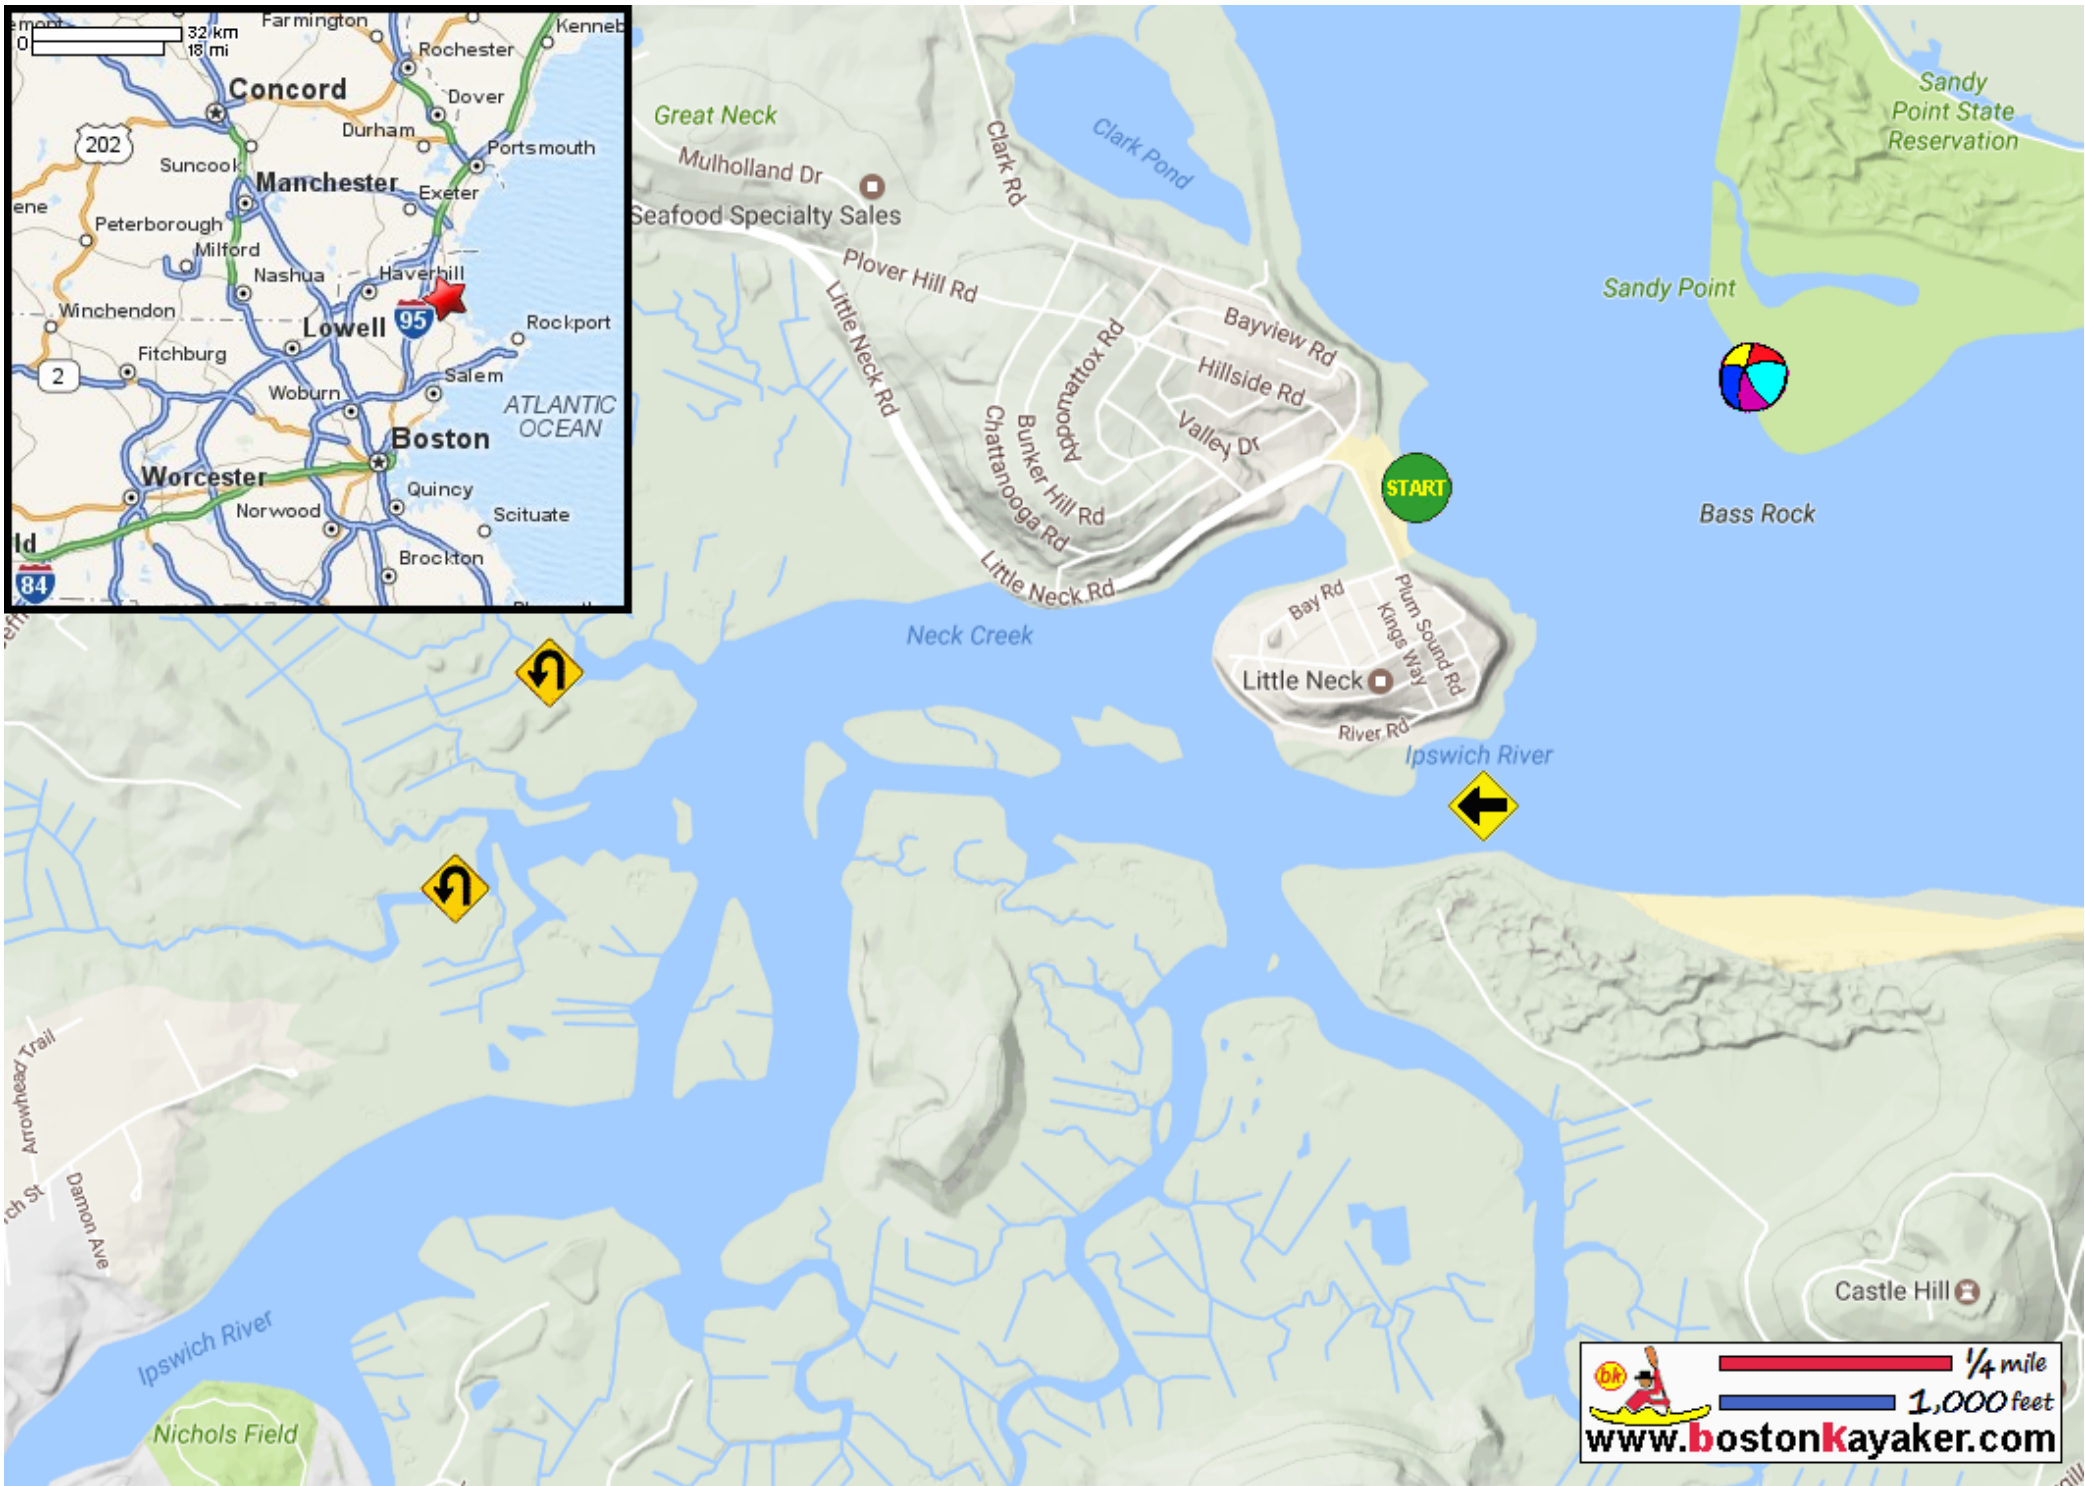 emont
0
32 km
18 mi
Farmington
Kenneb
Rochester
Concord
Dover
202
Durham
Suncook
Portsmouth
Manchester
Exeter
ene
Peterborough
Milford
Nashua
Haverhill
Winchendon
95
Lowell
Rockport
Fitchburg
2
Salem
Woburn
ATLANTIC
OCEAN
Boston
Worcester
Quincy
Norwood
Scituate
ld
Brockton
84
Great Neck
Mulholland Dr
Seafood Specialty Sales
Clark Rd
Clark Pond
Sandy
Point State
Reservation
Plover Hill Rd
Little Neck Rd
Sandy Point
Bayview Rd
Hillside Rd
Appomattox Rd
Valley Dr
Bunker Hill Rd
Chattanooga Rd
START
Bass Rock
Little Neck Rd
Neck Creek
Bay Rd
Plum Sound Rd
Kings Way
Little Neck
River Rd
Ipswich River
Arrowhead Trail
rch St
Damon Ave
Ipswich River
Nichols Field
Castle Hill
bk
1/4 mile
1,000 feet
www.bostonkayaker.com